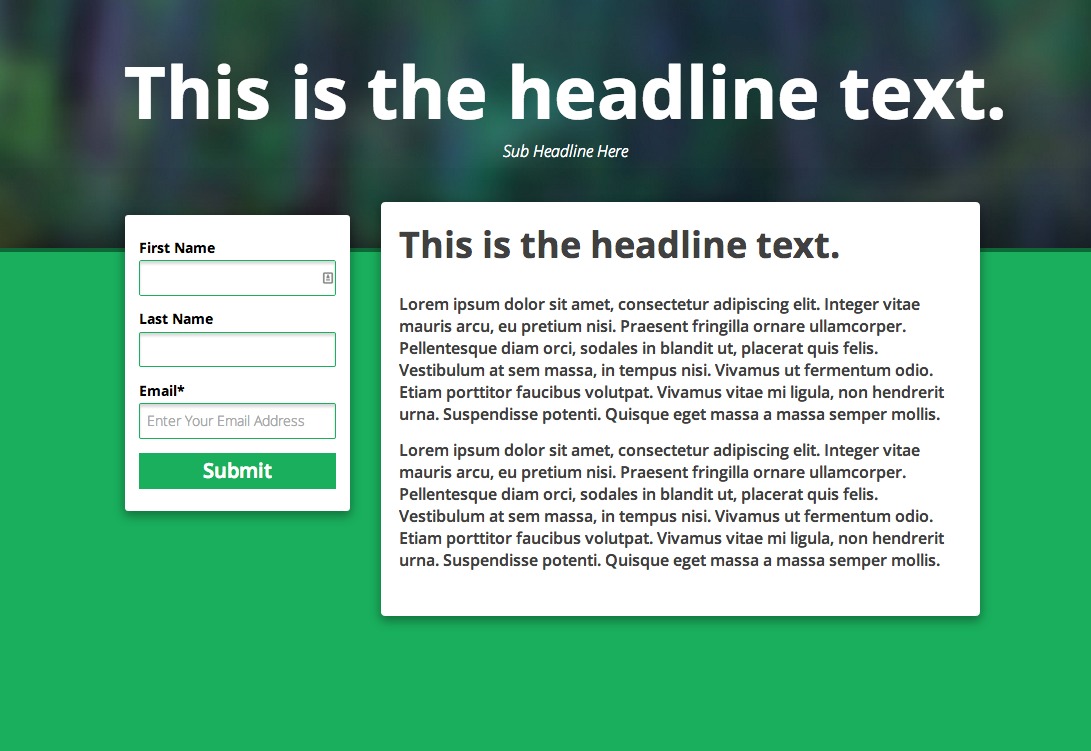 This is the headline text.
Sub Headline Here
First Name
Last Name
Email*
Enter Your Email Address
Submit
This is the headline text.
Lorem ipsum dolor sit amet, consectetur adipiscing elit. Integer vitae
mauris arcu, eu pretium nisi. Praesent fringilla ornare ullamcorper.
Pellentesque diam orci, sodales in blandit ut, placerat quis felis.
Vestibulum at sem massa, in tempus nisi. Vivamus ut fermentum odio.
Etiam porttitor faucibus volutpat. Vivamus vitae mi ligula, non hendrerit
urna. Suspendisse potenti. Quisque eget massa a massa semper mollis.
Lorem ipsum dolor sit amet, consectetur adipiscing elit. Integer vitae
mauris arcu, eu pretium nisi. Praesent fringilla ornare ullamcorper.
Pellentesque diam orci, sodales in blandit ut, placerat quis felis.
Vestibulum at sem massa, in tempus nisi. Vivamus ut fermentum odio.
Etiam porttitor faucibus volutpat. Vivamus vitae mi ligula, non hendrerit
urna. Suspendisse potenti. Quisque eget massa a massa semper mollis.